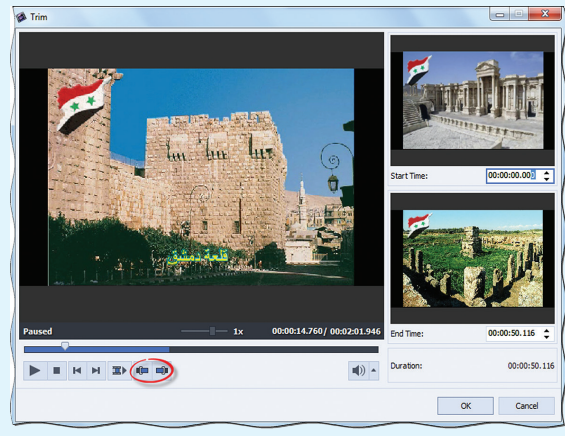 Trim
قلعة دمشق
Start Time:
00:00:00.000
Paused
1x
00:00:14.760/ 00:02:01.946
End Time:
00:00:50.116
Duration:
00:00:50.116
OK
Cancel